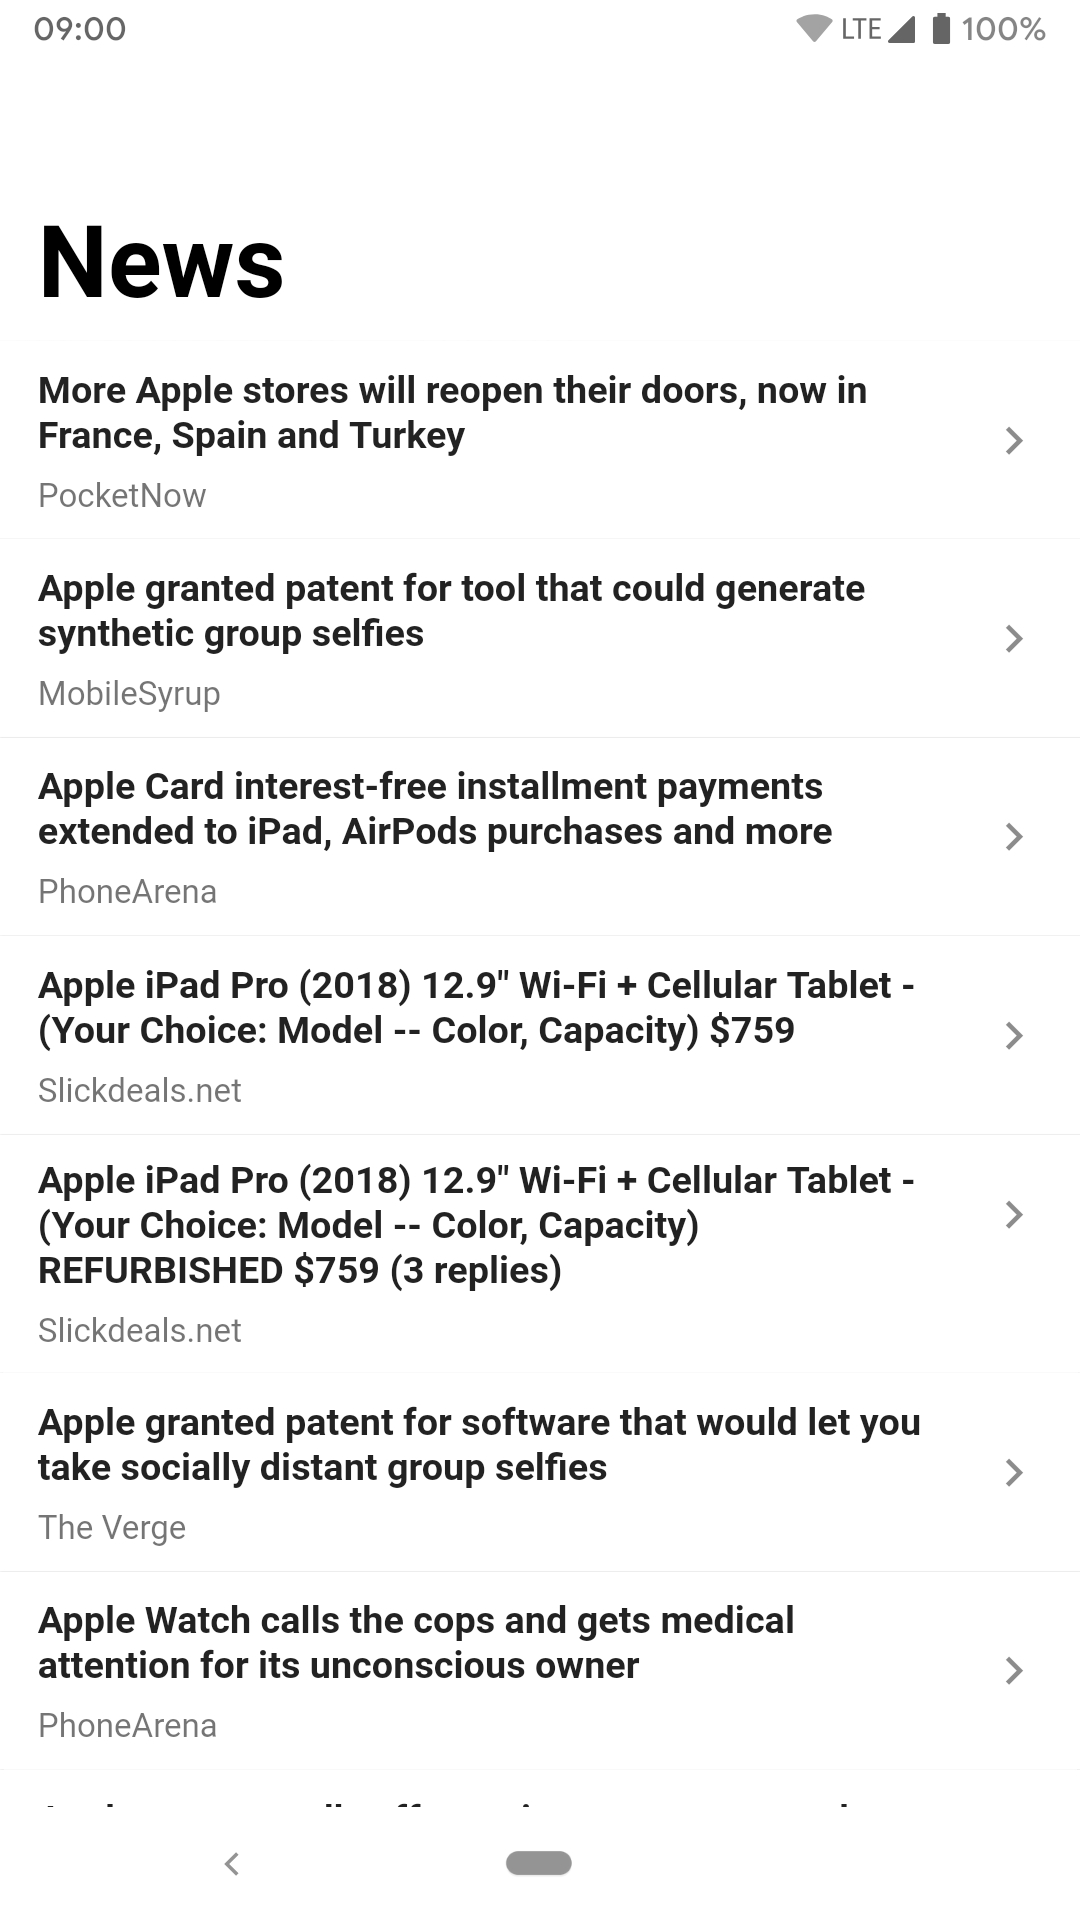 09:00
LTE 100%
News
More Apple stores will reopen their doors, now in
France, Spain and Turkey
PocketNow
Apple granted patent for tool that could generate
synthetic group selfies
MobileSyrup
Apple Card interest-free installment payments
extended to iPad, AirPods purchases and more
PhoneArena
Apple iPad Pro (2018) 12.9" Wi-Fi + Cellular Tablet -
(Your Choice: Model -- Color, Capacity) $759
Slickdeals.net
Apple iPad Pro (2018) 12.9" Wi-Fi + Cellular Tablet -
(Your Choice: Model -- Color, Capacity)
REFURBISHED $759 (3 replies)
Slickdeals.net
Apple granted patent for software that would let you
take socially distant group selfies
The Verge
Apple Watch calls the cops and gets medical
attention for its unconscious owner
PhoneArena